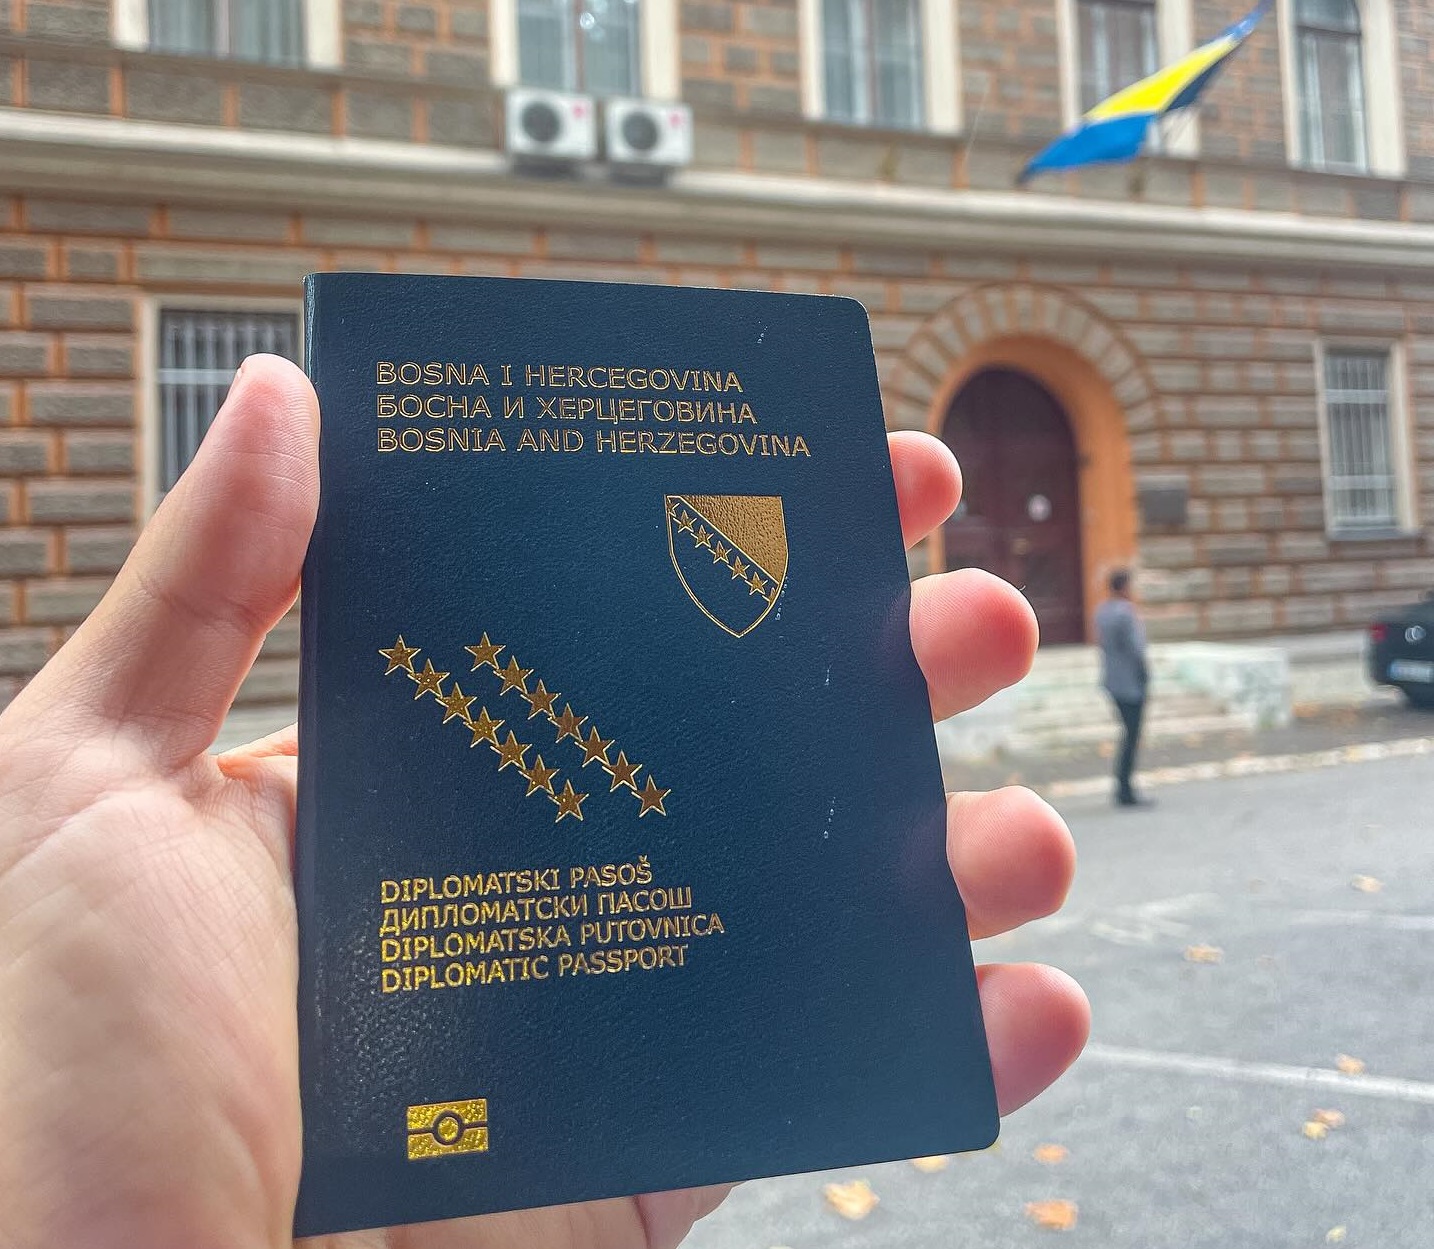 BOSNA I HERCEGOVINA
БОСНА И ХЕРЦЕГОВИНА
BOSNIA AND HERZEGOVINA
DIPLOMATSKI PASOŠ
ДИПЛОМАТСКИ ПАСОШ
DIPLOMATSKA PUTOVNICA
DIPLOMATIC PASSPORT